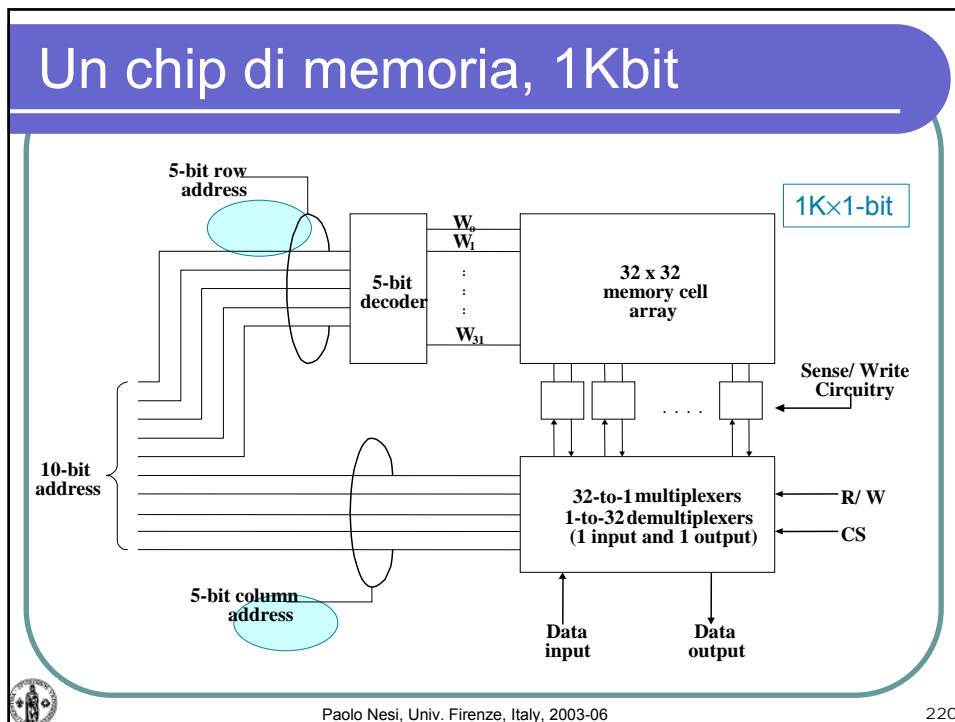 Un chip di memoria, 1Kbit
5-bit row
address
1K×1-bit
W₀
W₁
5-bit
decoder
32 x 32
memory cell
array
W₃₁
Sense/ Write
Circuitry
. . . .
10-bit
address
32-to-1 multiplexers
1-to-32 demultiplexers
(1 input and 1 output)
R/ W
CS
5-bit column
address
Data
input
Data
output
Paolo Nesi, Univ. Firenze, Italy, 2003-06
220